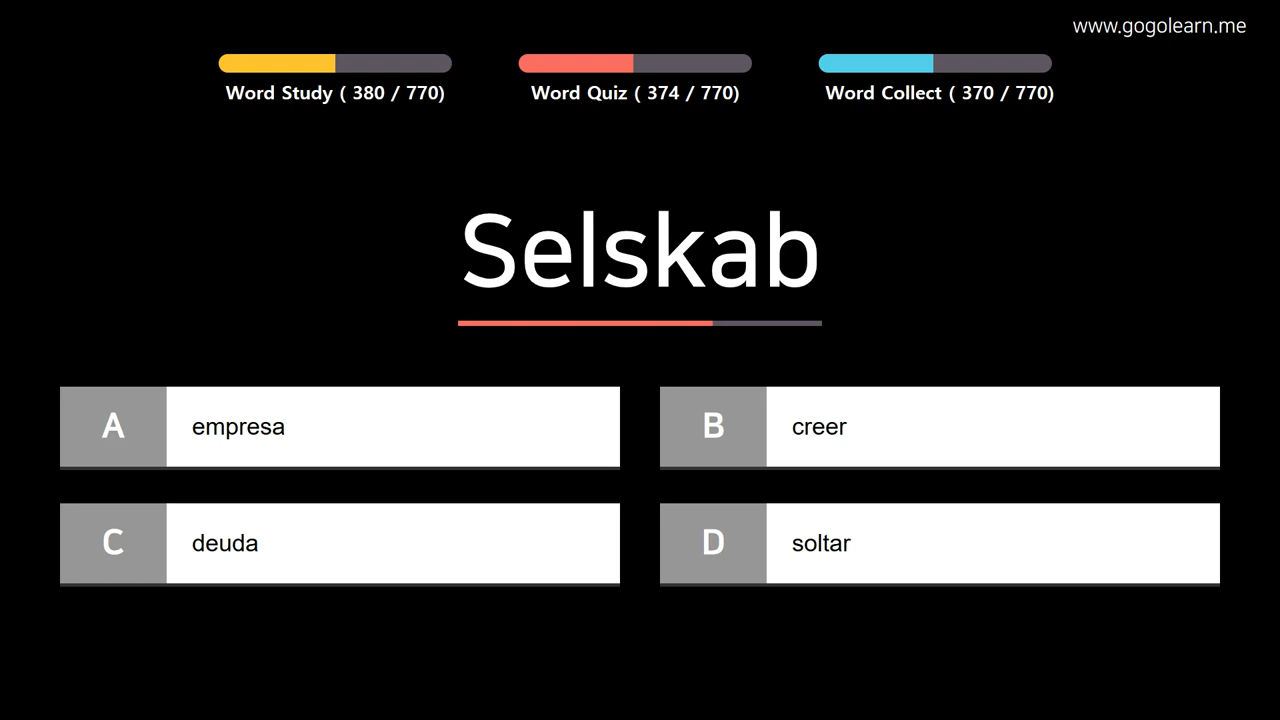 www.gogolearn.me
Word Study ( 380 / 770)
Word Quiz ( 374 / 770)
Word Collect ( 370 / 770)
Selskab
A empresa
B creer
C deuda
D soltar